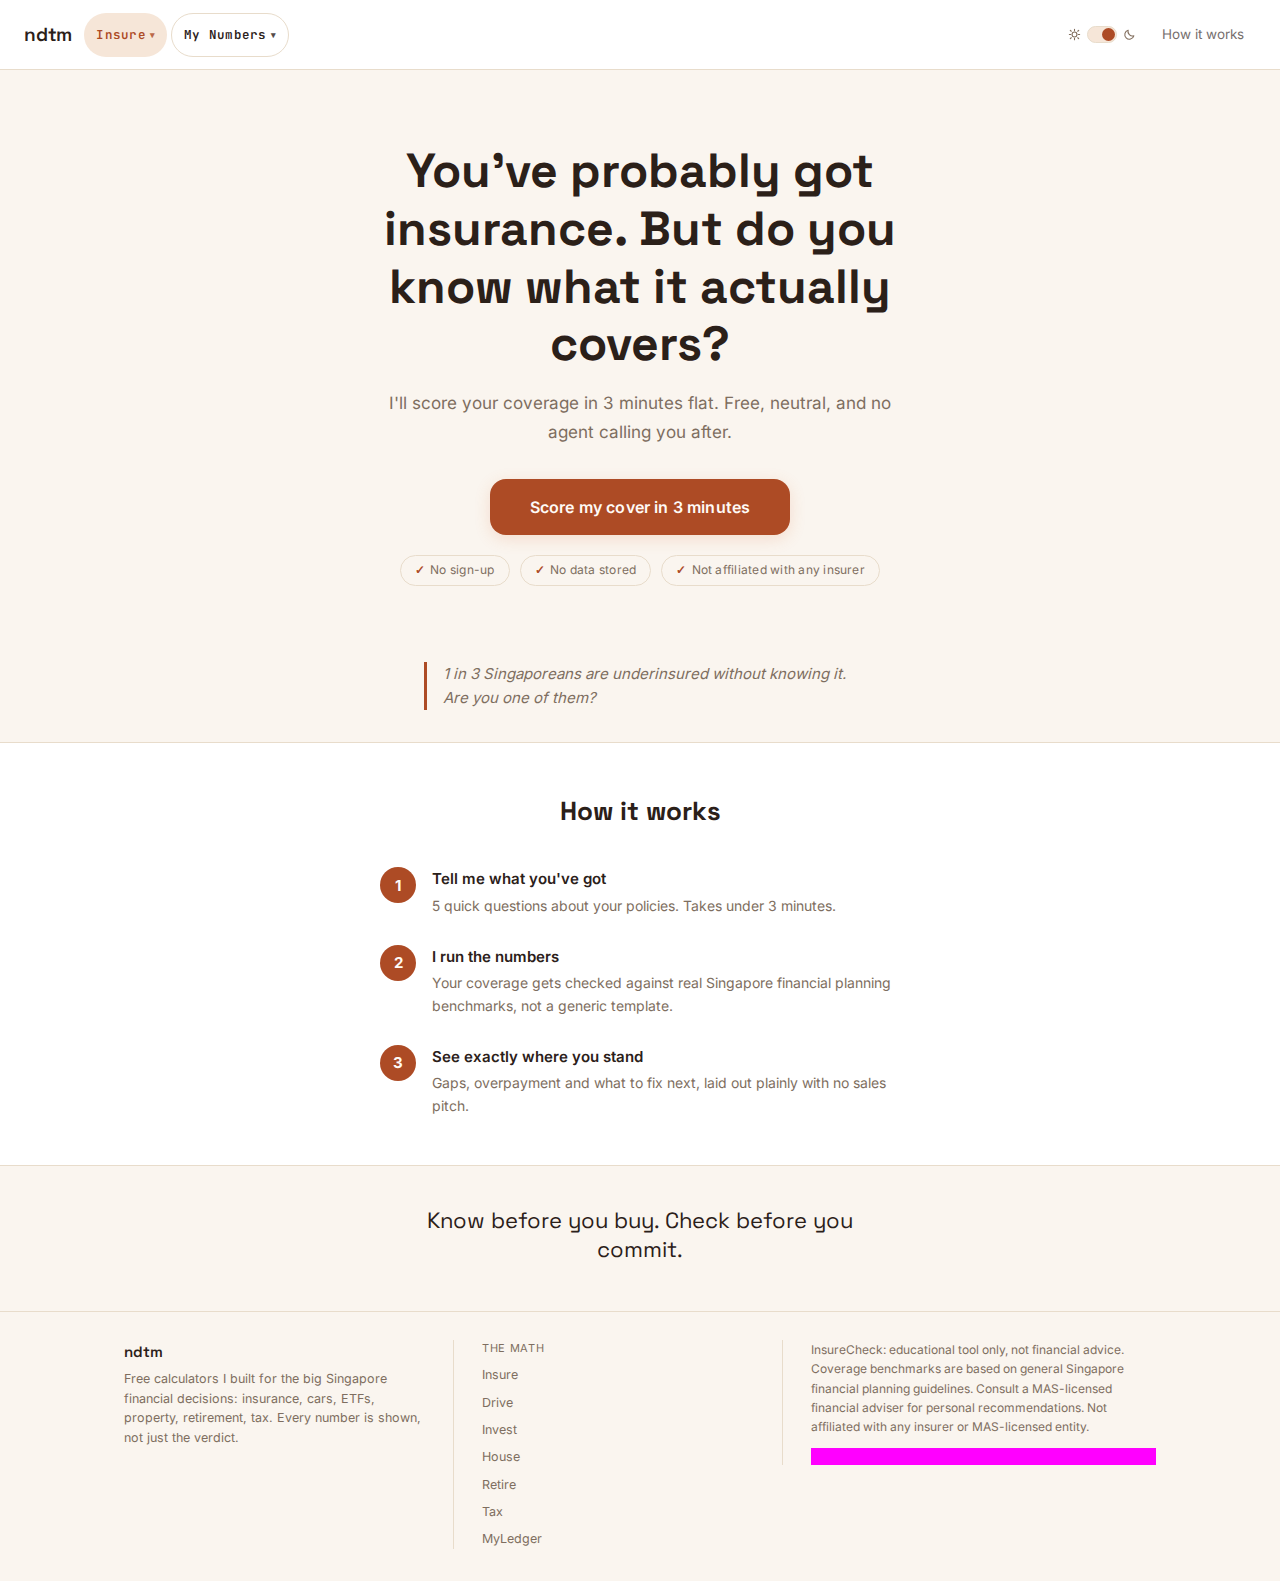 ndtm
Insure ▾
My Numbers ▾
How it works
You’ve probably got
insurance. But do you
know what it actually
covers?
I'll score your coverage in 3 minutes flat. Free, neutral, and no
agent calling you after.
Score my cover in 3 minutes
✓ No sign-up
✓ No data stored
✓ Not affiliated with any insurer
1 in 3 Singaporeans are underinsured without knowing it.
Are you one of them?
How it works
1
Tell me what you've got
5 quick questions about your policies. Takes under 3 minutes.
2
I run the numbers
Your coverage gets checked against real Singapore financial planning
benchmarks, not a generic template.
3
See exactly where you stand
Gaps, overpayment and what to fix next, laid out plainly with no sales
pitch.
Know before you buy. Check before you
commit.
ndtm
Free calculators I built for the big Singapore
financial decisions: insurance, cars, ETFs,
property, retirement, tax. Every number is shown,
not just the verdict.
THE MATH
Insure
Drive
Invest
House
Retire
Tax
MyLedger
InsureCheck: educational tool only, not financial advice.
Coverage benchmarks are based on general Singapore
financial planning guidelines. Consult a MAS-licensed
financial adviser for personal recommendations. Not
affiliated with any insurer or MAS-licensed entity.